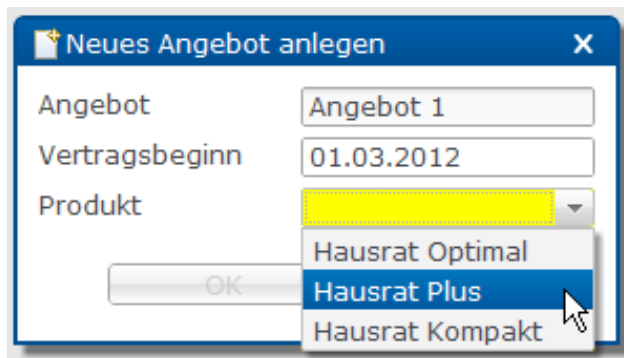 Neues Angebot anlegen
Angebot Angebot 1
Vertragsbeginn 01.03.2012
Produkt
Hausrat Optimal
OK Hausrat Plus
Hausrat Kompakt